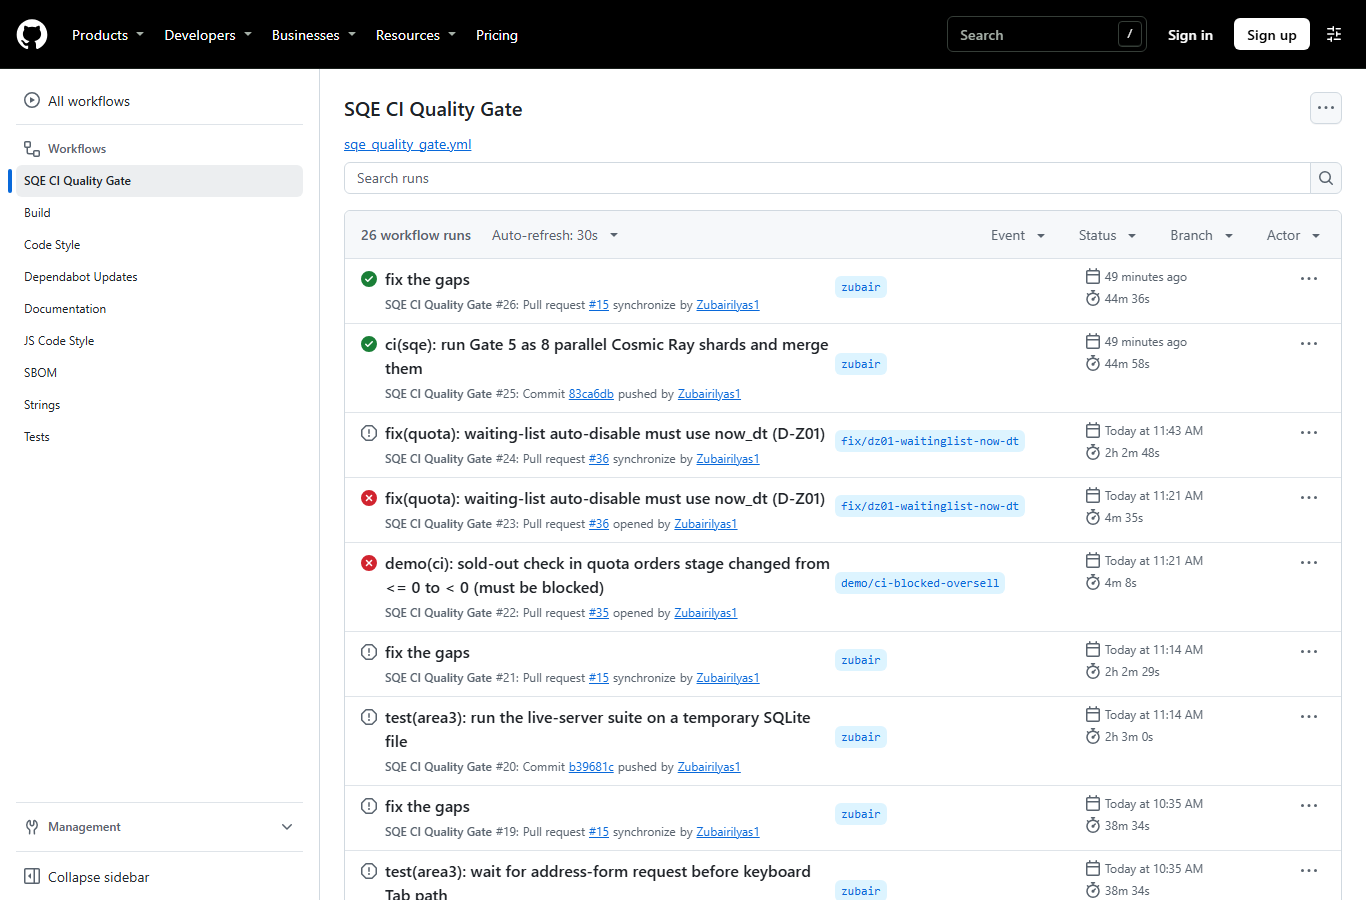 Products
Developers
Businesses
Resources
Pricing
Search
/
Sign in
Sign up
All workflows
Workflows
SQE CI Quality Gate
Build
Code Style
Dependabot Updates
Documentation
JS Code Style
SBOM
Strings
Tests
Management
Collapse sidebar
SQE CI Quality Gate
sqe_quality_gate.yml
Search runs
26 workflow runs
Auto-refresh: 30s
Event
Status
Branch
Actor
fix the gaps
SQE CI Quality Gate #26: Pull request #15 synchronize by Zubairilyas1
zubair
49 minutes ago
44m 36s
ci(sqe): run Gate 5 as 8 parallel Cosmic Ray shards and merge
them
SQE CI Quality Gate #25: Commit 83ca6db pushed by Zubairilyas1
zubair
49 minutes ago
44m 58s
fix(quota): waiting-list auto-disable must use now_dt (D-Z01)
SQE CI Quality Gate #24: Pull request #36 synchronize by Zubairilyas1
fix/dz01-waitinglist-now-dt
Today at 11:43 AM
2h 2m 48s
fix(quota): waiting-list auto-disable must use now_dt (D-Z01)
SQE CI Quality Gate #23: Pull request #36 opened by Zubairilyas1
fix/dz01-waitinglist-now-dt
Today at 11:21 AM
4m 35s
demo(ci): sold-out check in quota orders stage changed from
<= 0 to < 0 (must be blocked)
SQE CI Quality Gate #22: Pull request #35 opened by Zubairilyas1
demo/ci-blocked-oversell
Today at 11:21 AM
4m 8s
fix the gaps
SQE CI Quality Gate #21: Pull request #15 synchronize by Zubairilyas1
zubair
Today at 11:14 AM
2h 2m 29s
test(area3): run the live-server suite on a temporary SQLite
file
SQE CI Quality Gate #20: Commit b39681c pushed by Zubairilyas1
zubair
Today at 11:14 AM
2h 3m 0s
fix the gaps
SQE CI Quality Gate #19: Pull request #15 synchronize by Zubairilyas1
zubair
Today at 10:35 AM
38m 34s
test(area3): wait for address-form request before keyboard
Tab path
zubair
Today at 10:35 AM
38m 34s